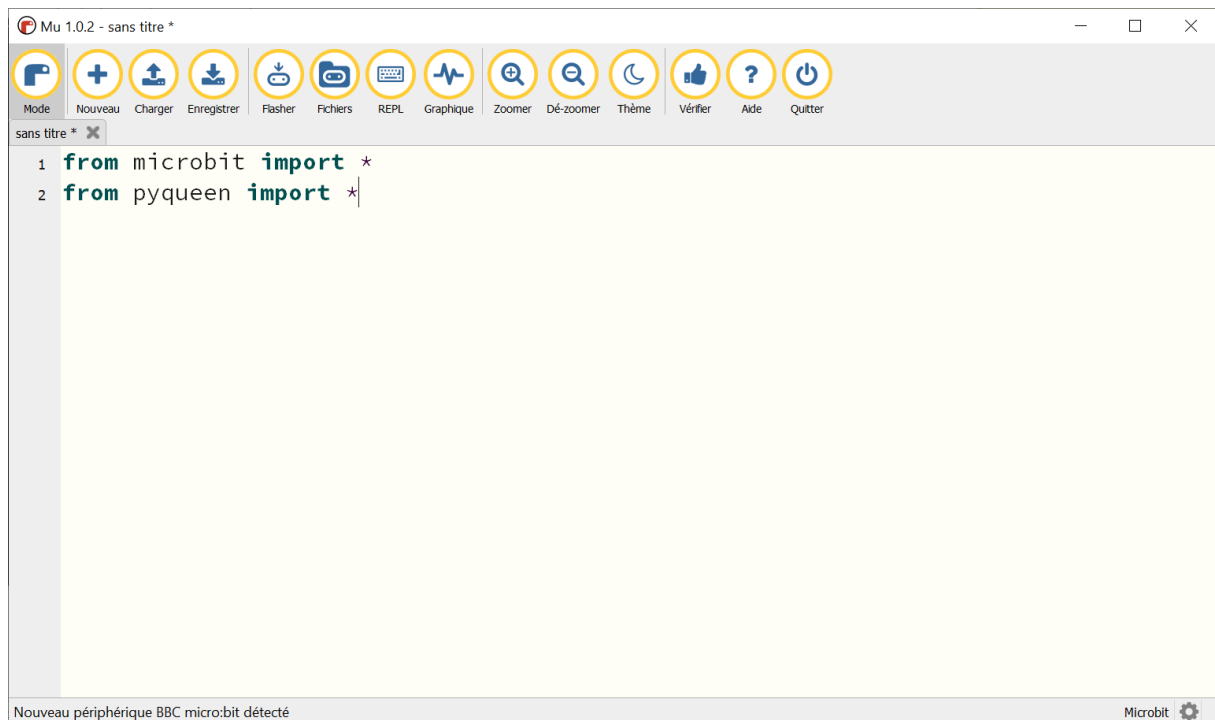 Mu 1.0.2 - sans titre *
Mode Nouveau Charger Enregistrer Flasher Fichiers REPL Graphique Zoomer Dé-zoomer Thème Vérifier Aide Quitter
sans titre *
1 from microbit import *
2 from pyqueen import *
Nouveau périphérique BBC micro:bit détecté Microbit